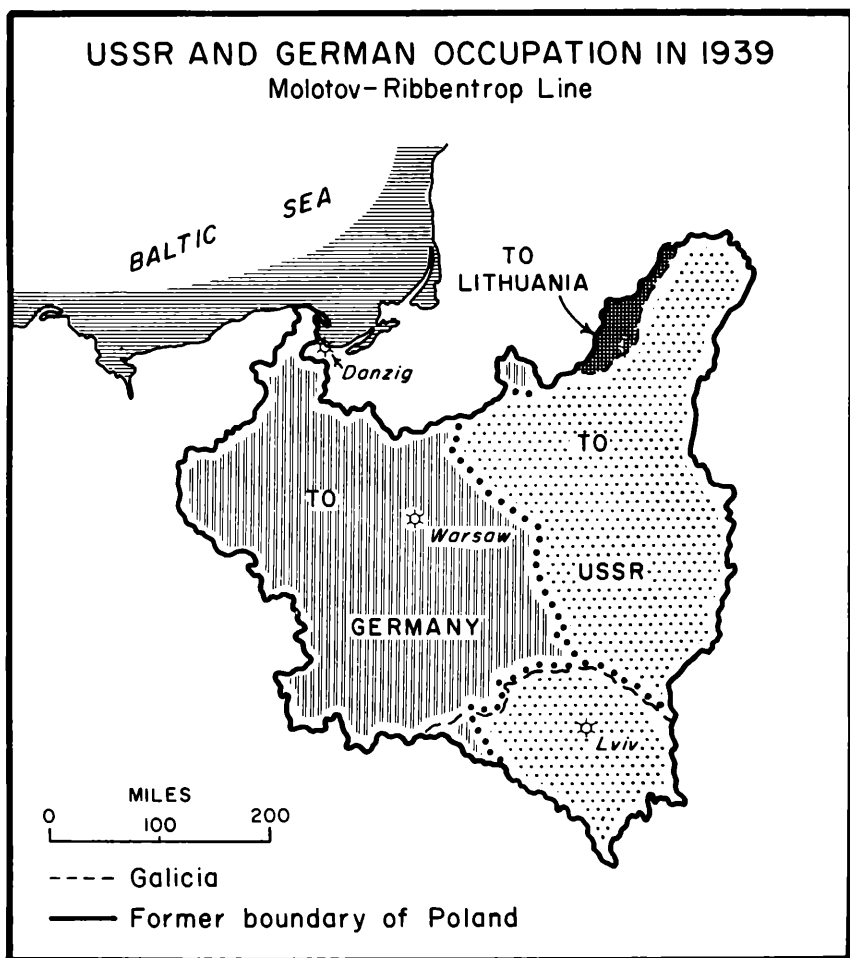 USSR AND GERMAN OCCUPATION IN 1939
Molotov-Ribbentrop Line
BALTIC SEA
TO
LITHUANIA
Danzig
TO
TO
Warsaw
USSR
GERMANY
Lviv
MILES
0 100 200
Galicia
Former boundary of Poland